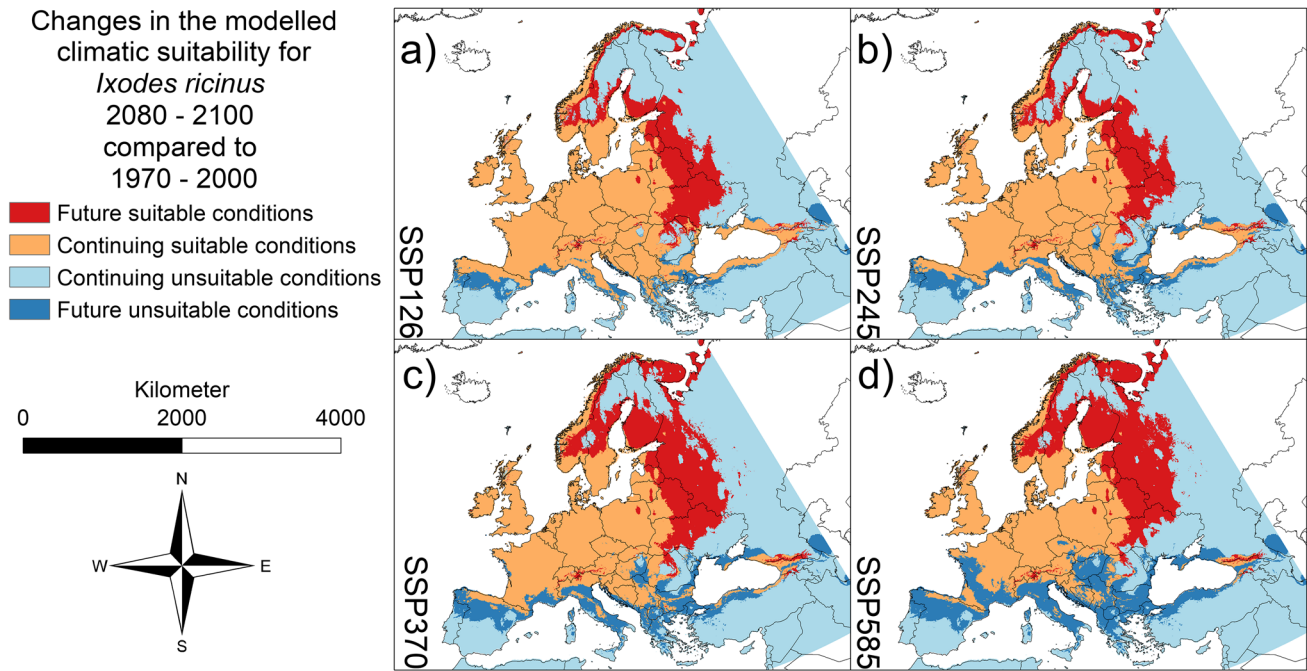 Changes in the modelled
climatic suitability for
Ixodes ricinus
2080 - 2100
compared to
1970 - 2000
Future suitable conditions
Continuing suitable conditions
Continuing unsuitable conditions
Future unsuitable conditions
Kilometer
0 2000 4000
N
W E
S
a)
SSP126
b)
SSP245
c)
SSP370
d)
SSP585